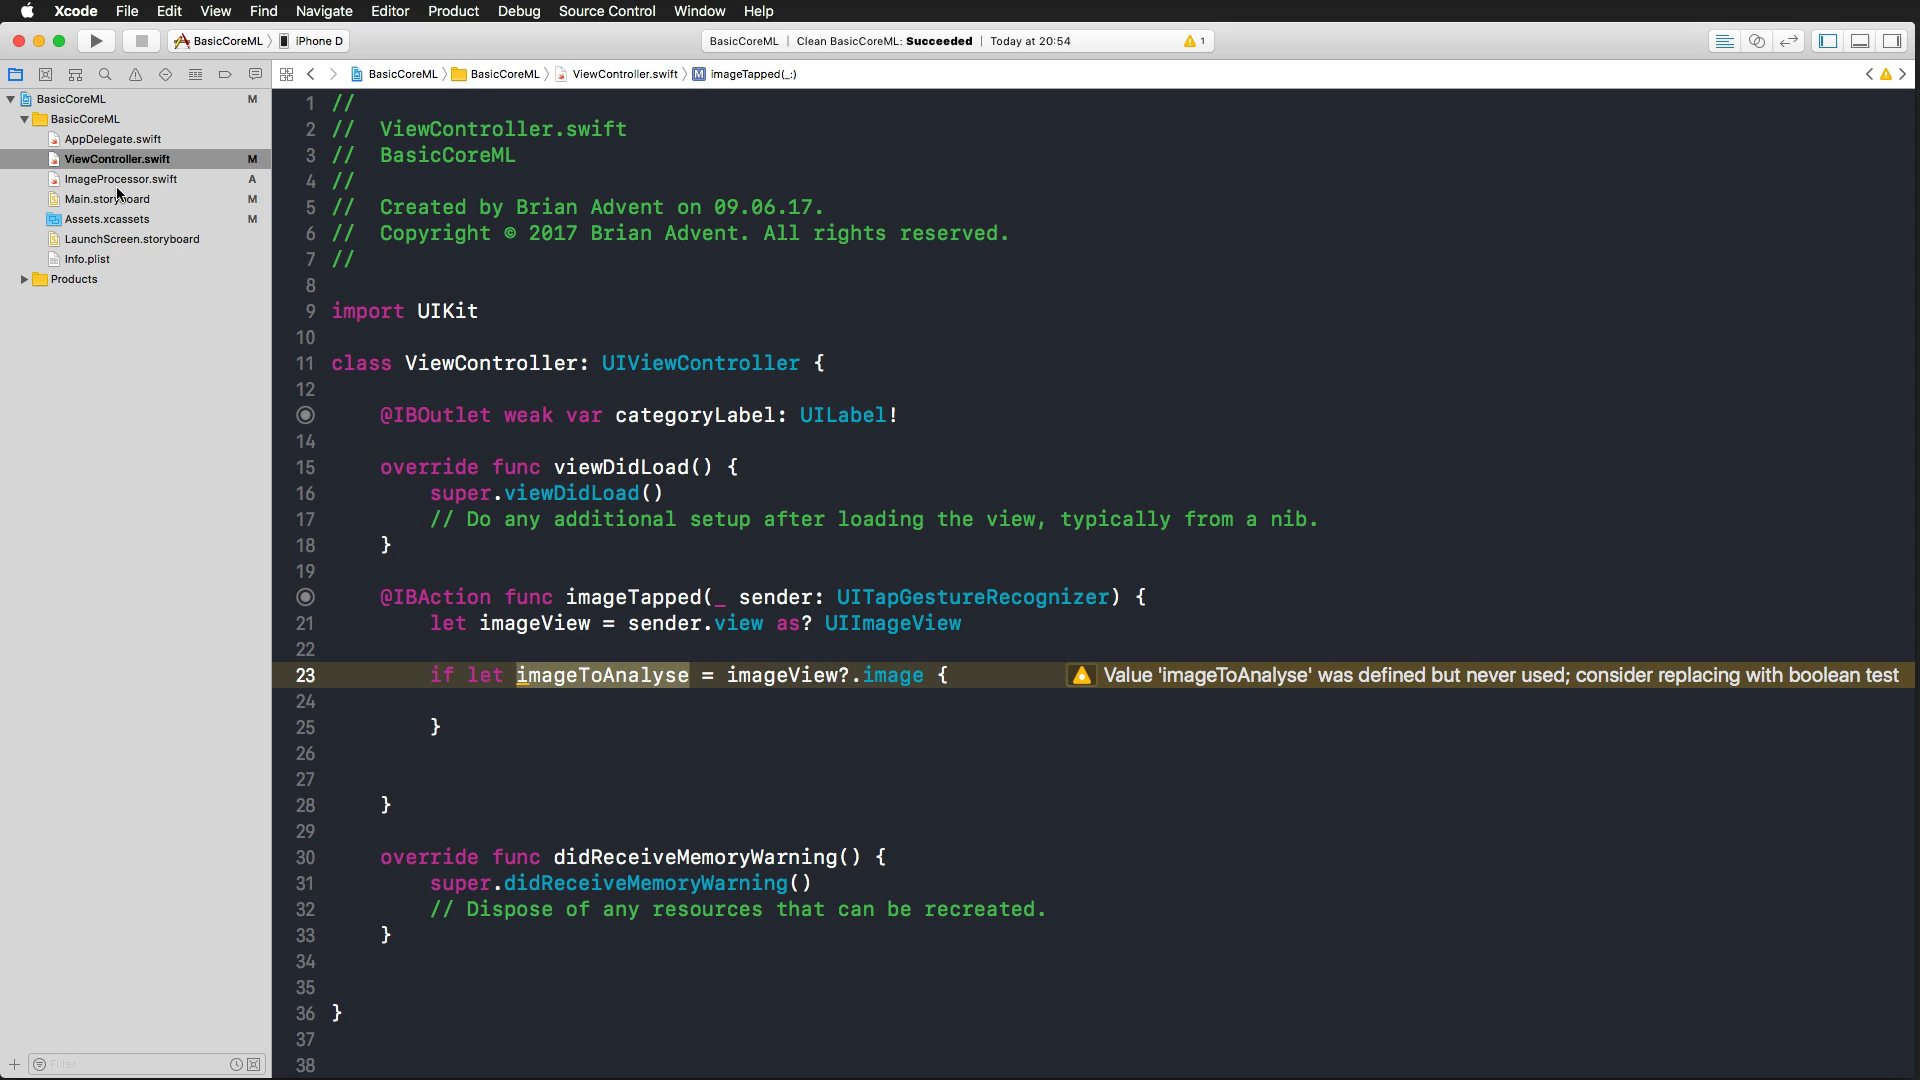 Xcode File Edit View Find Navigate Editor Product Debug Source Control Window Help
BasicCoreML iPhone D
BasicCoreML | Clean BasicCoreML: Succeeded | Today at 20:54
1
BasicCoreML BasicCoreML ViewController.swift M imageTapped(_:)
BasicCoreML M
BasicCoreML
AppDelegate.swift
ViewController.swift M
ImageProcessor.swift A
Main.storyboard M
Assets.xcassets M
LaunchScreen.storyboard
Info.plist
Products
Filter
1 //
2 // ViewController.swift
3 // BasicCoreML
4 //
5 // Created by Brian Advent on 09.06.17.
6 // Copyright © 2017 Brian Advent. All rights reserved.
7 //
8
9 import UIKit
10
11 class ViewController: UIViewController {
12
@IBOutlet weak var categoryLabel: UILabel!
14
15 override func viewDidLoad() {
16 super.viewDidLoad()
17 // Do any additional setup after loading the view, typically from a nib.
18 }
19
@IBAction func imageTapped(_ sender: UITapGestureRecognizer) {
21 let imageView = sender.view as? UIImageView
22
23 if let imageToAnalyse = imageView?.image { Value 'imageToAnalyse' was defined but never used; consider replacing with boolean test
24
25 }
26
27
28 }
29
30 override func didReceiveMemoryWarning() {
31 super.didReceiveMemoryWarning()
32 // Dispose of any resources that can be recreated.
33 }
34
35
36 }
37
38